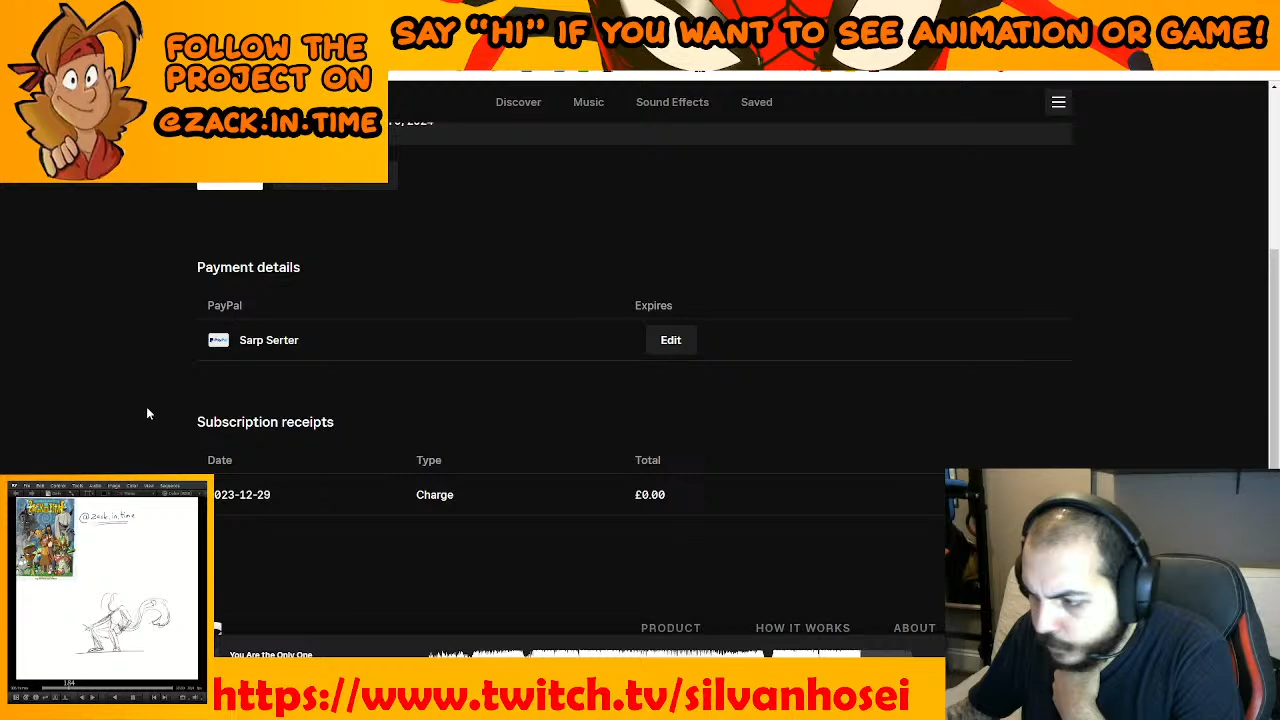 SAY “HI” IF YOU WANT TO SEE ANIMATION OR GAME!
FOLLOW THE
PROJECT ON
@ZACK.IN.TIME
Discover
Music
Sound Effects
Saved
2024
Payment details
PayPal
Expires
PayPal
Sarp Serter
Edit
Subscription receipts
Date
Type
Total
023-12-29
Charge
£0.00
@zack.in.time
184
PRODUCT
HOW IT WORKS
ABOUT
You Are the Only One
https://www.twitch.tv/silvanhosei